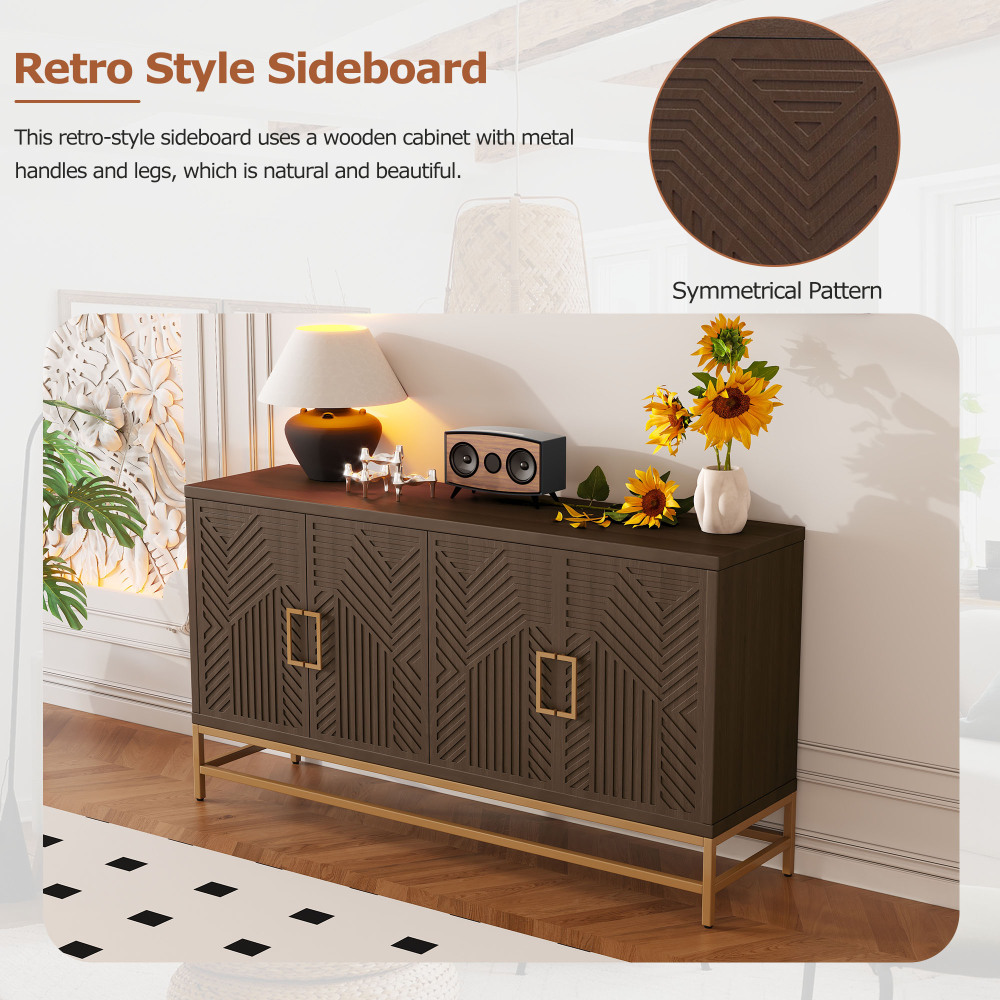 Retro Style Sideboard
This retro-style sideboard uses a wooden cabinet with metal
handles and legs, which is natural and beautiful.
Symmetrical Pattern